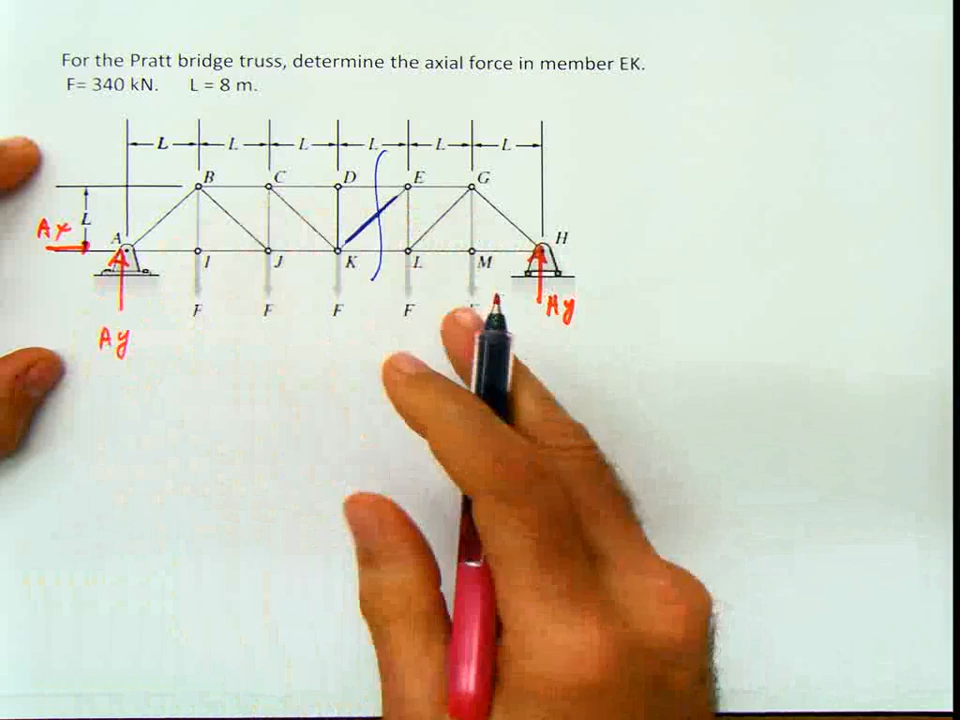 For the Pratt bridge truss, determine the axial force in member EK.
F= 340 kN. L = 8 m.
L L L L L L
B C D E G
L
Ax
A H
I J K L M
F F F F
Ay Hy